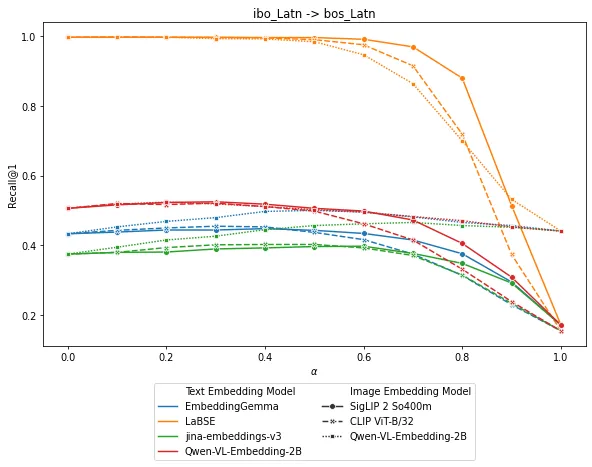 ibo_Latn -> bos_Latn
Recall@1
1.0
0.8
0.6
0.4
0.2
0.0 0.2 0.4 0.6 0.8 1.0
α
Text Embedding Model Image Embedding Model
EmbeddingGemma SigLIP 2 So400m
LaBSE CLIP ViT-B/32
jina-embeddings-v3 Qwen-VL-Embedding-2B
Qwen-VL-Embedding-2B